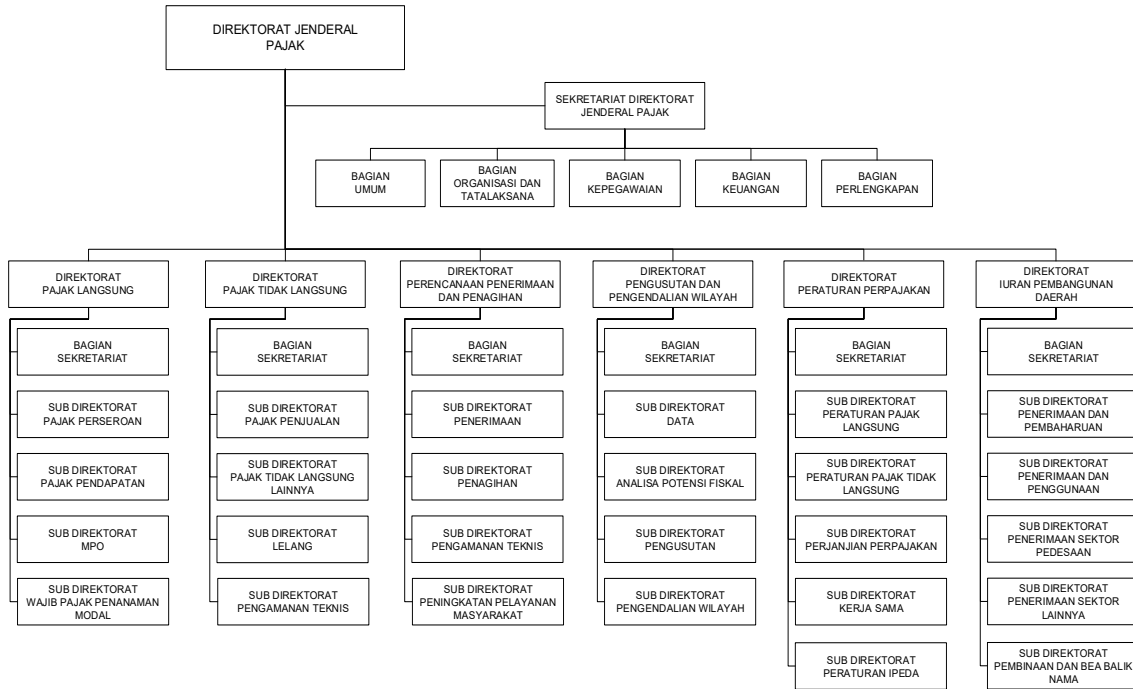 DIREKTORAT JENDERAL
PAJAK
SEKRETARIAT DIREKTORAT
JENDERAL PAJAK
BAGIAN
UMUM
BAGIAN
ORGANISASI DAN
TATALAKSANA
BAGIAN
KEPEGAWAIAN
BAGIAN
KEUANGAN
BAGIAN
PERLENGKAPAN
DIREKTORAT
PAJAK LANGSUNG
BAGIAN
SEKRETARIAT
SUB DIREKTORAT
PAJAK PERSEROAN
SUB DIREKTORAT
PAJAK PENDAPATAN
SUB DIREKTORAT
MPO
SUB DIREKTORAT
WAJIB PAJAK PENANAMAN
MODAL
DIREKTORAT
PAJAK TIDAK LANGSUNG
BAGIAN
SEKRETARIAT
SUB DIREKTORAT
PAJAK PENJUALAN
SUB DIREKTORAT
PAJAK TIDAK LANGSUNG
LAINNYA
SUB DIREKTORAT
LELANG
SUB DIREKTORAT
PENGAMANAN TEKNIS
DIREKTORAT
PERENCANAAN PENERIMAAN
DAN PENAGIHAN
BAGIAN
SEKRETARIAT
SUB DIREKTORAT
PENERIMAAN
SUB DIREKTORAT
PENAGIHAN
SUB DIREKTORAT
PENGAMANAN TEKNIS
SUB DIREKTORAT
PENINGKATAN PELAYANAN
MASYARAKAT
DIREKTORAT
PENGUSUTAN DAN
PENGENDALIAN WILAYAH
BAGIAN
SEKRETARIAT
SUB DIREKTORAT
DATA
SUB DIREKTORAT
ANALISA POTENSI FISKAL
SUB DIREKTORAT
PENGUSUTAN
SUB DIREKTORAT
PENGENDALIAN WILAYAH
DIREKTORAT
PERATURAN PERPAJAKAN
BAGIAN
SEKRETARIAT
SUB DIREKTORAT
PERATURAN PAJAK
LANGSUNG
SUB DIREKTORAT
PERATURAN PAJAK TIDAK
LANGSUNG
SUB DIREKTORAT
PERJANJIAN PERPAJAKAN
SUB DIREKTORAT
KERJA SAMA
SUB DIREKTORAT
PERATURAN IPEDA
DIREKTORAT
IURAN PEMBANGUNAN
DAERAH
BAGIAN
SEKRETARIAT
SUB DIREKTORAT
PENERIMAAN DAN
PEMBAHARUAN
SUB DIREKTORAT
PENERIMAAN DAN
PENGGUNAAN
SUB DIREKTORAT
PENERIMAAN SEKTOR
PEDESAAN
SUB DIREKTORAT
PENERIMAAN SEKTOR
LAINNYA
SUB DIREKTORAT
PEMBINAAN DAN BEA BALIK
NAMA